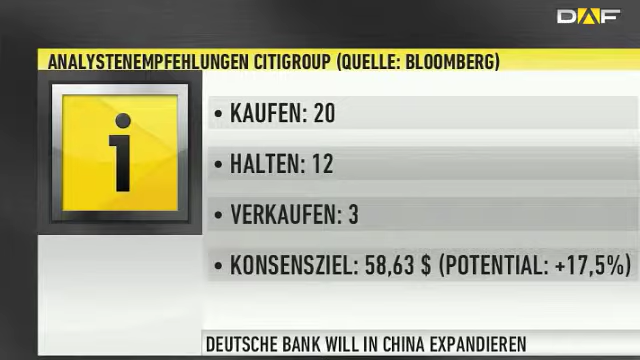 DAF
ANALYSTENEMPFEHLUNGEN CITIGROUP (QUELLE: BLOOMBERG)
i
• KAUFEN: 20
• HALTEN: 12
• VERKAUFEN: 3
• KONSENSZIEL: 58,63 $ (POTENTIAL: +17,5%)
DEUTSCHE BANK WILL IN CHINA EXPANDIEREN